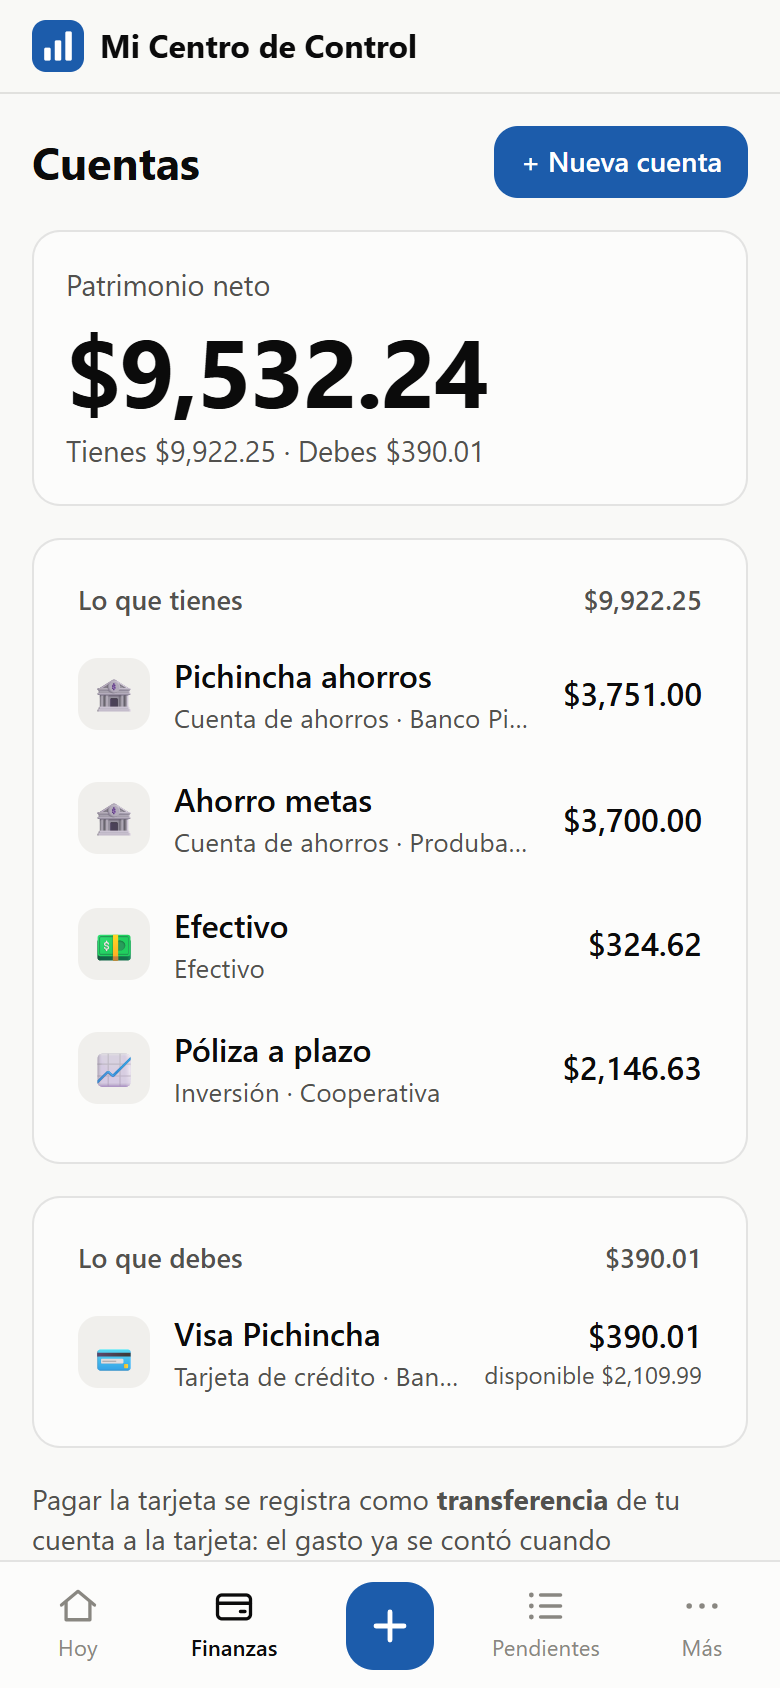 Mi Centro de Control
Cuentas
+ Nueva cuenta
Patrimonio neto
$9,532.24
Tienes $9,922.25 · Debes $390.01
Lo que tienes $9,922.25
Pichincha ahorros
Cuenta de ahorros · Banco Pi...
$3,751.00
Ahorro metas
Cuenta de ahorros · Produba...
$3,700.00
Efectivo
Efectivo
$324.62
Póliza a plazo
Inversión · Cooperativa
$2,146.63
Lo que debes $390.01
Visa Pichincha $390.01
Tarjeta de crédito · Ban... disponible $2,109.99
Pagar la tarjeta se registra como transferencia de tu
cuenta a la tarjeta: el gasto ya se contó cuando
Hoy Finanzas Pendientes Más